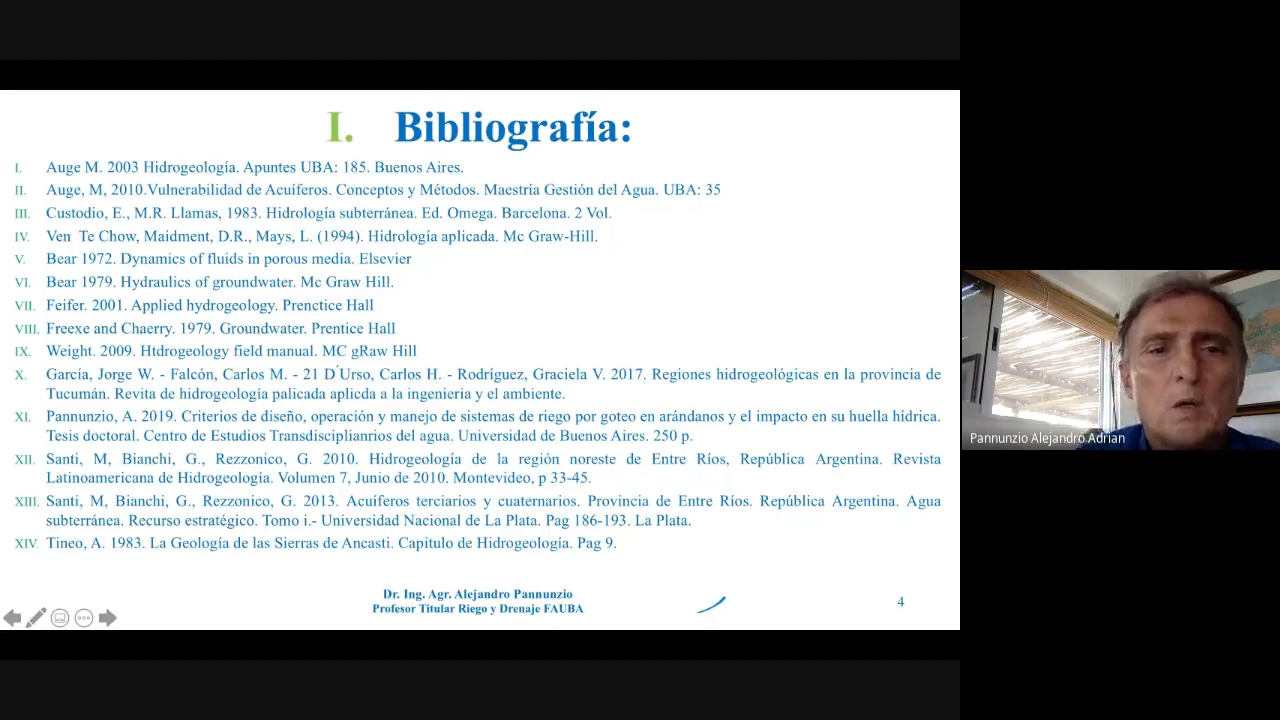 I. Bibliografía:
I. Auge M. 2003 Hidrogeología. Apuntes UBA: 185. Buenos Aires.
II. Auge, M, 2010.Vulnerabilidad de Acuíferos. Conceptos y Métodos. Maestría Gestión del Agua. UBA: 35
III. Custodio, E., M.R. Llamas, 1983. Hidrología subterránea. Ed. Omega. Barcelona. 2 Vol.
IV. Ven Te Chow, Maidment, D.R., Mays, L. (1994). Hidrología aplicada. Mc Graw-Hill.
V. Bear 1972. Dynamics of fluids in porous media. Elsevier
VI. Bear 1979. Hydraulics of groundwater. Mc Graw Hill.
VII. Feifer. 2001. Applied hydrogeology. Prenctice Hall
VIII. Freexe and Chaerry. 1979. Groundwater. Prentice Hall
IX. Weight. 2009. Htdrogeology field manual. MC gRaw Hill
X. García, Jorge W. - Falcón, Carlos M. - 21 D´Urso, Carlos H. - Rodríguez, Graciela V. 2017. Regiones hidrogeológicas en la provincia de
Tucumán. Revita de hidrogeología palicada aplicda a la ingenieria y el ambiente.
XI. Pannunzio, A. 2019. Criterios de diseño, operación y manejo de sistemas de riego por goteo en arándanos y el impacto en su huella hídrica.
Tesis doctoral. Centro de Estudios Transdisciplianrios del agua. Universidad de Buenos Aires. 250 p.
XII. Santi, M, Bianchi, G., Rezzonico, G. 2010. Hidrogeología de la región noreste de Entre Ríos, República Argentina. Revista
Latinoamericana de Hidrogeología. Volumen 7, Junio de 2010. Montevideo, p 33-45.
XIII. Santi, M, Bianchi, G., Rezzonico, G. 2013. Acuíferos terciarios y cuaternarios. Provincia de Entre Ríos. República Argentina. Agua
subterránea. Recurso estratégico. Tomo i.- Universidad Nacional de La Plata. Pag 186-193. La Plata.
XIV. Tineo, A. 1983. La Geología de las Sierras de Ancasti. Capitulo de Hidrogeología. Pag 9.
Dr. Ing. Agr. Alejandro Pannunzio
Profesor Titular Riego y Drenaje FAUBA
4
Pannunzio Alejandro Adrian